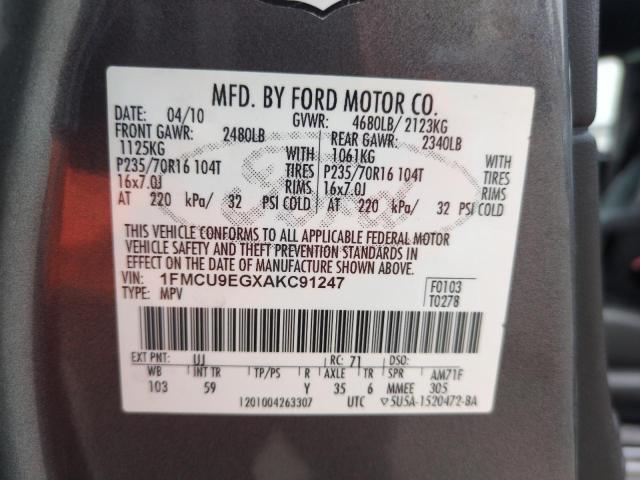 MFD. BY FORD MOTOR CO.
DATE: 04/10 GVWR: 4680LB/ 2123KG
FRONT GAWR: 2480LB REAR GAWR: 2340LB
1125KG WITH 1061KG WITH
P235/70R16 104T TIRES P235/70R16 104T TIRES
16x7.0J RIMS 16x7.0J RIMS
AT 220 kPa/ 32 PSI COLD AT 220 kPa/ 32 PSI COLD
THIS VEHICLE CONFORMS TO ALL APPLICABLE FEDERAL MOTOR
VEHICLE SAFETY AND THEFT PREVENTION STANDARDS IN
EFFECT ON THE DATE OF MANUFACTURE SHOWN ABOVE.
VIN: 1FMCU9EGXAKC91247 F0103
TYPE: MPV T0278
EXT PNT: UJ RC: 71 DSO:
WB INT TR TP/PS R AXLE TR SPR AM71F
103 59 Y 35 6 MMEE 305
1201004263307 UTC ▽5U5A-1520472-BA